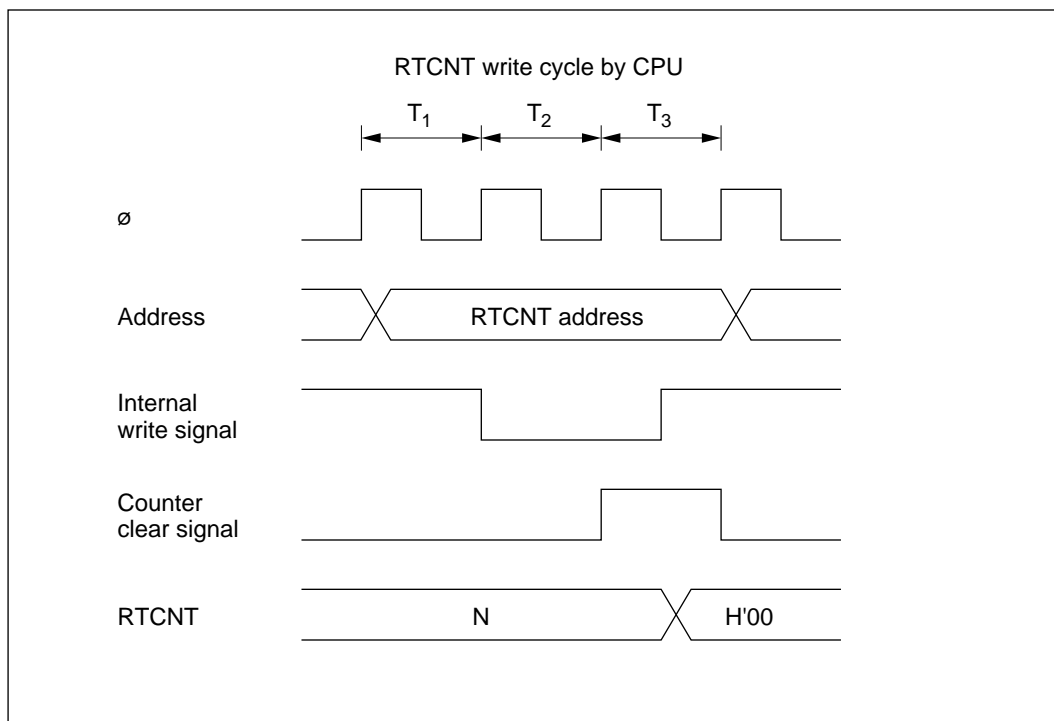 RTCNT write cycle by CPU
T1 T2 T3
ø
Address RTCNT address
Internal
write signal
Counter
clear signal
RTCNT N H'00